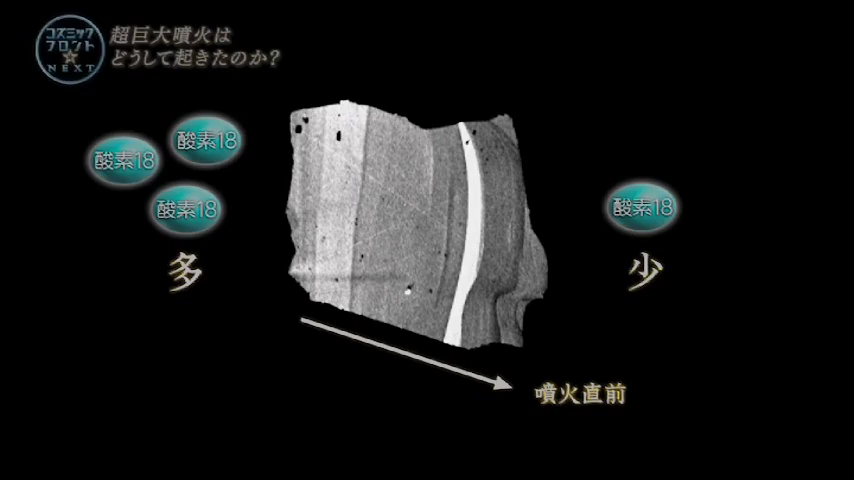 コズミック
フロント
☆
NEXT
超巨大噴火は
どうして起きたのか?
酸素18
酸素18
酸素18
多
酸素18
少
噴火直前